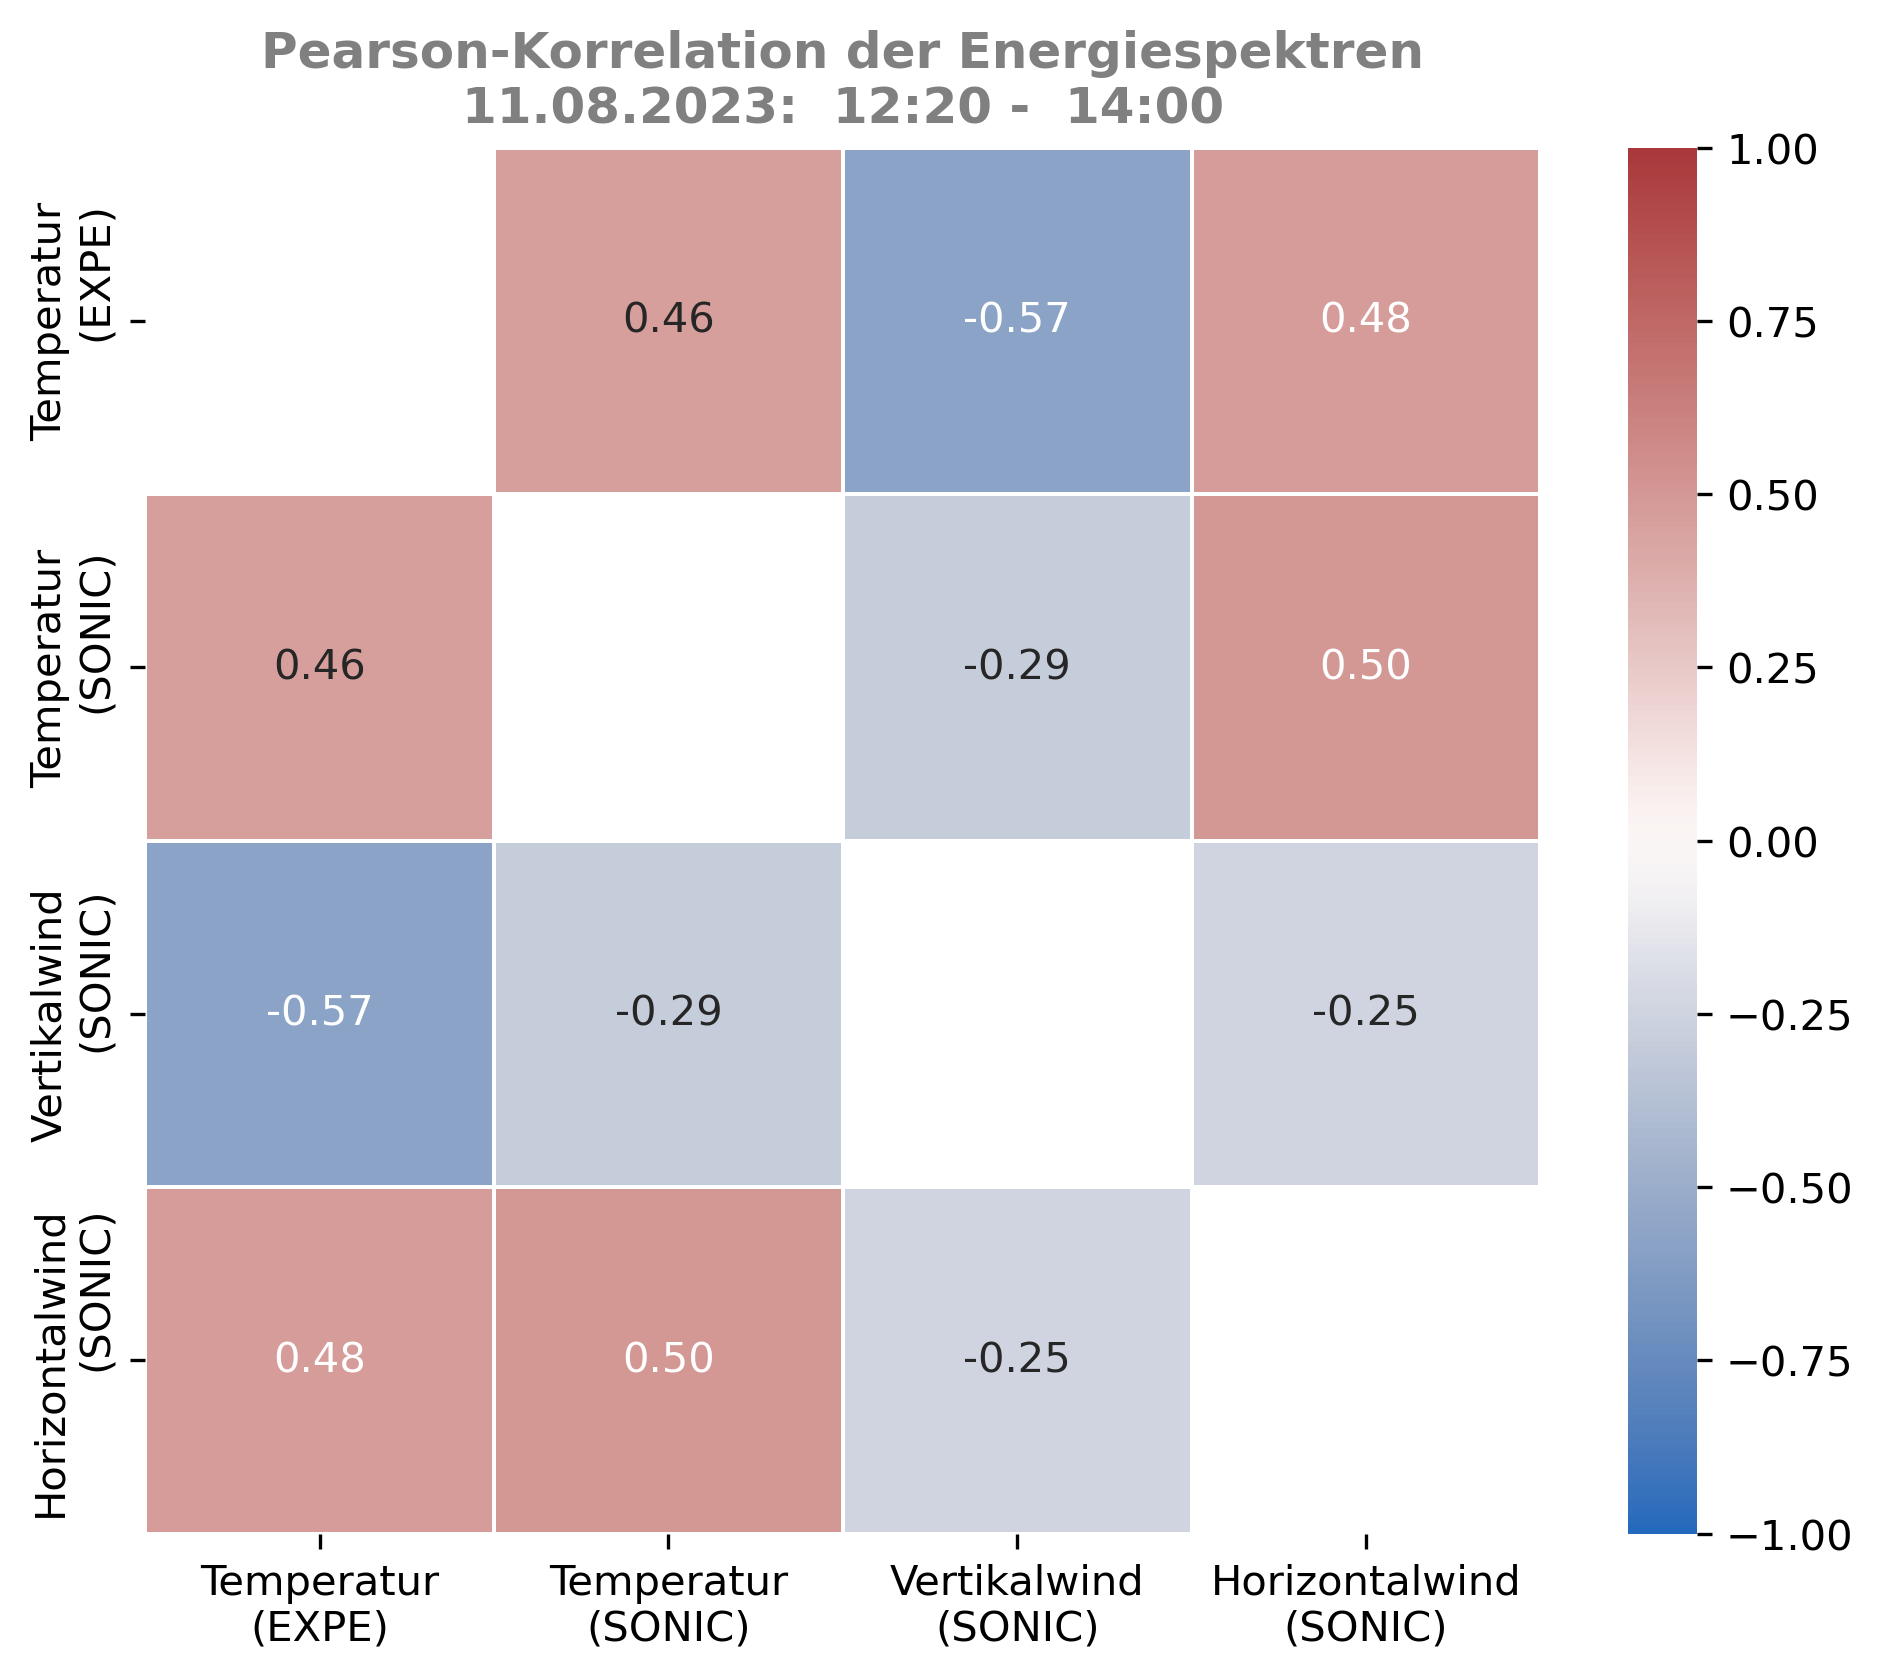 Pearson-Korrelation der Energiespektren
11.08.2023: 12:20 - 14:00
Temperatur
(EXPE)
0.46
-0.57
0.48
Temperatur
(SONIC)
0.46
-0.29
0.50
Vertikalwind
(SONIC)
-0.57
-0.29
-0.25
Horizontalwind
(SONIC)
0.48
0.50
-0.25
Temperatur
(EXPE)
Temperatur
(SONIC)
Vertikalwind
(SONIC)
Horizontalwind
(SONIC)
1.00
0.75
0.50
0.25
0.00
−0.25
−0.50
−0.75
−1.00